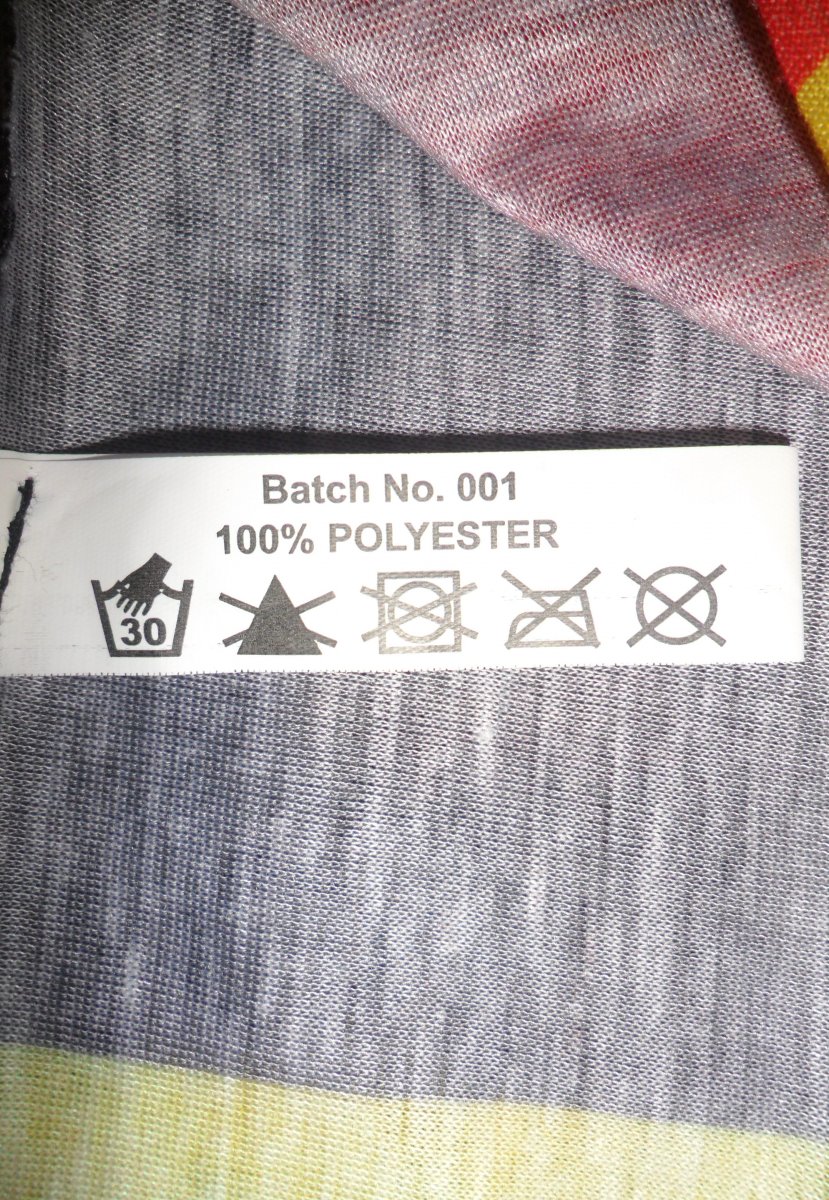 Batch No. 001
100% POLYESTER
30